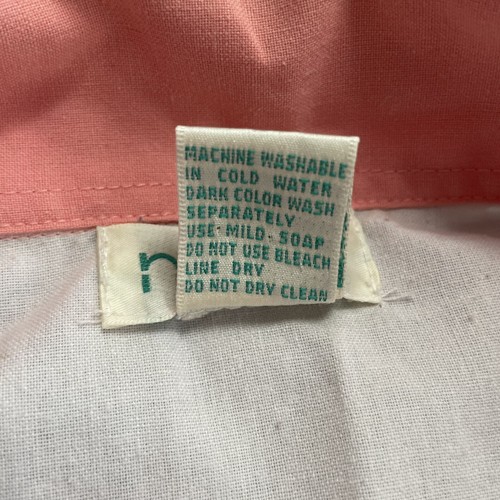 MACHINE WASHABLE
IN COLD WATER
DARK COLOR WASH
SEPARATELY
USE · MILD · SOAP
DO NOT USE BLEACH
LINE DRY
DO NOT DRY CLEAN